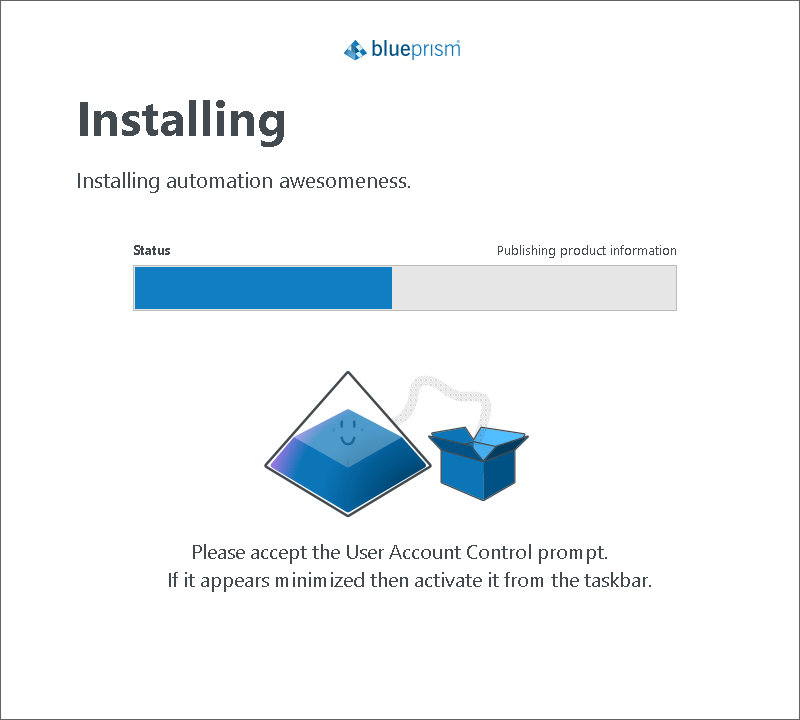 blueprism
Installing
Installing automation awesomeness.
Status
Publishing product information
Please accept the User Account Control prompt.
If it appears minimized then activate it from the taskbar.